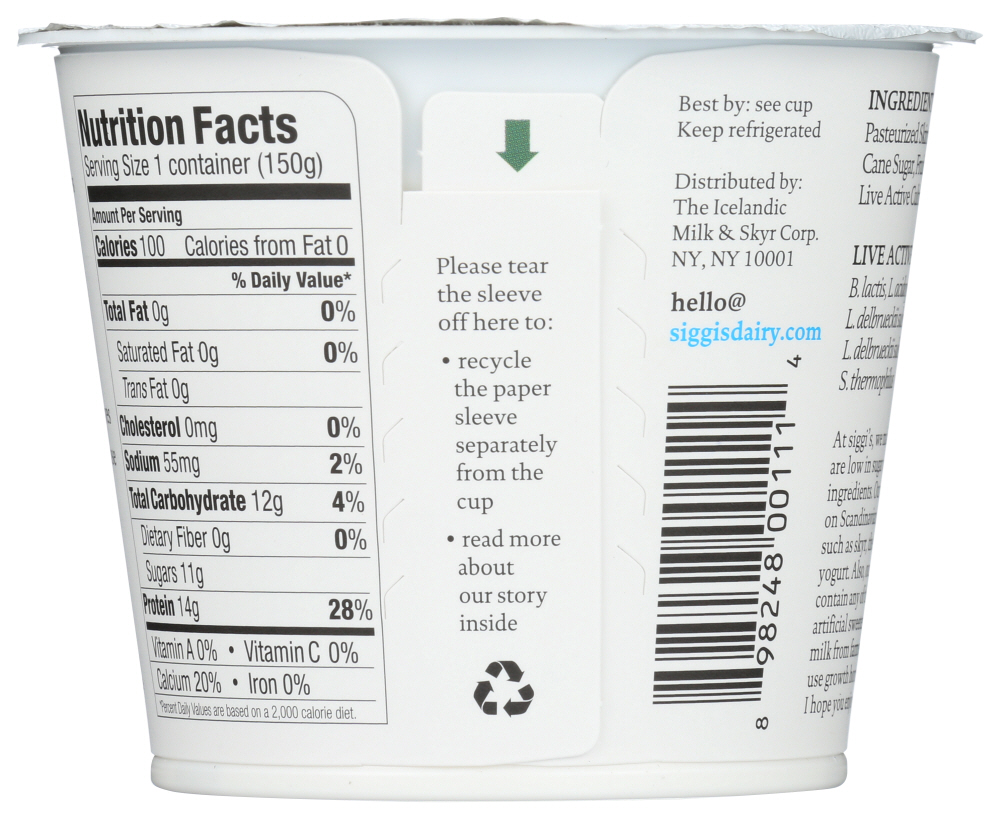 Nutrition Facts
Serving Size 1 container (150g)
Amount Per Serving
Calories 100 Calories from Fat 0
% Daily Value*
Total Fat 0g 0%
Saturated Fat 0g 0%
Trans Fat 0g
Cholesterol 0mg 0%
Sodium 55mg 2%
Total Carbohydrate 12g 4%
Dietary Fiber 0g 0%
Sugars 11g
Protein 14g 28%
Vitamin A 0% • Vitamin C 0%
Calcium 20% • Iron 0%
*Percent Daily Values are based on a 2,000 calorie diet.
Please tear
the sleeve
off here to:
• recycle
the paper
sleeve
separately
from the
cup
• read more
about
our story
inside
Best by: see cup
Keep refrigerated
Distributed by:
The Icelandic
Milk & Skyr Corp.
NY, NY 10001
hello@
siggisdairy.com
8 98248 00111 4
Pasteurized
Cane Sugar,
Live Active
B. lactis,
At siggi's,
are low in
ingredients.
on
such as skyr,
yogurt. Also,
contain any
artificial
milk from
use growth
I hope you